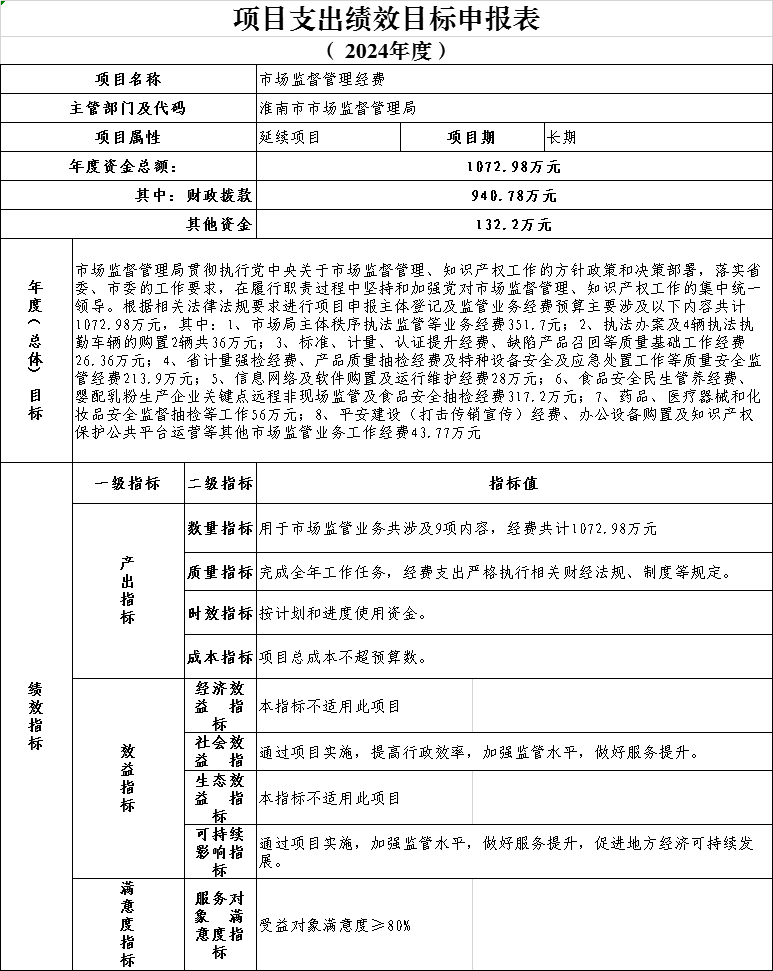 项目支出绩效目标申报表
（ 2024年度 ）
项目名称 市场监督管理经费
主管部门及代码 淮南市市场监督管理局
项目属性 延续项目 项目期 长期
年度资金总额： 1072.98万元
其中：财政拨款 940.78万元
其他资金 132.2万元
年度（总体）目标
市场监督管理局贯彻执行党中央关于市场监督管理、知识产权工作的方针政策和决策部署，落实省
委、市委的工作要求，在履行职责过程中坚持和加强党对市场监督管理、知识产权工作的集中统一
领导。根据相关法律法规要求进行项目申报主体登记及监管业务经费预算主要涉及以下内容共计
1072.98万元，其中：1、市场局主体秩序执法监管等业务经费351.7元；2、执法办案及4辆执法执
勤车辆的购置2辆共36万元；3、标准、计量、认证提升经费、缺陷产品召回等质量基础工作经费
26.36万元；4、省计量强检经费、产品质量抽检经费及特种设备安全及应急处置工作等质量安全监
管经费213.9万元；5、信息网络及软件购置及运行维护经费28万元；6、食品安全民生管养经费、
婴配乳粉生产企业关键点远程非现场监管及食品安全抽检经费317.2万元；7、药品、医疗器械和化
妆品安全监督抽检等工作56万元；8、平安建设（打击传销宣传）经费、办公设备购置及知识产权
保护公共平台运营等其他市场监管业务工作经费43.77万元
绩效指标
一级指标 二级指标 指标值
产出指标
数量指标 用于市场监管业务共涉及9项内容，经费共计1072.98万元
质量指标 完成全年工作任务，经费支出严格执行相关财经法规、制度等规定。
时效指标 按计划和进度使用资金。
成本指标 项目总成本不超预算数。
效益指标
经济效
益 指
标
本指标不适用此项目
社会效
益 指
通过项目实施，提高行政效率，加强监管水平，做好服务提升。
生态效
益 指
标
本指标不适用此项目
可持续
影响指
标
通过项目实施，加强监管水平，做好服务提升，促进地方经济可持续发
展。
满意度指标
服务对
象 满
意度指
标
受益对象满意度≥80%